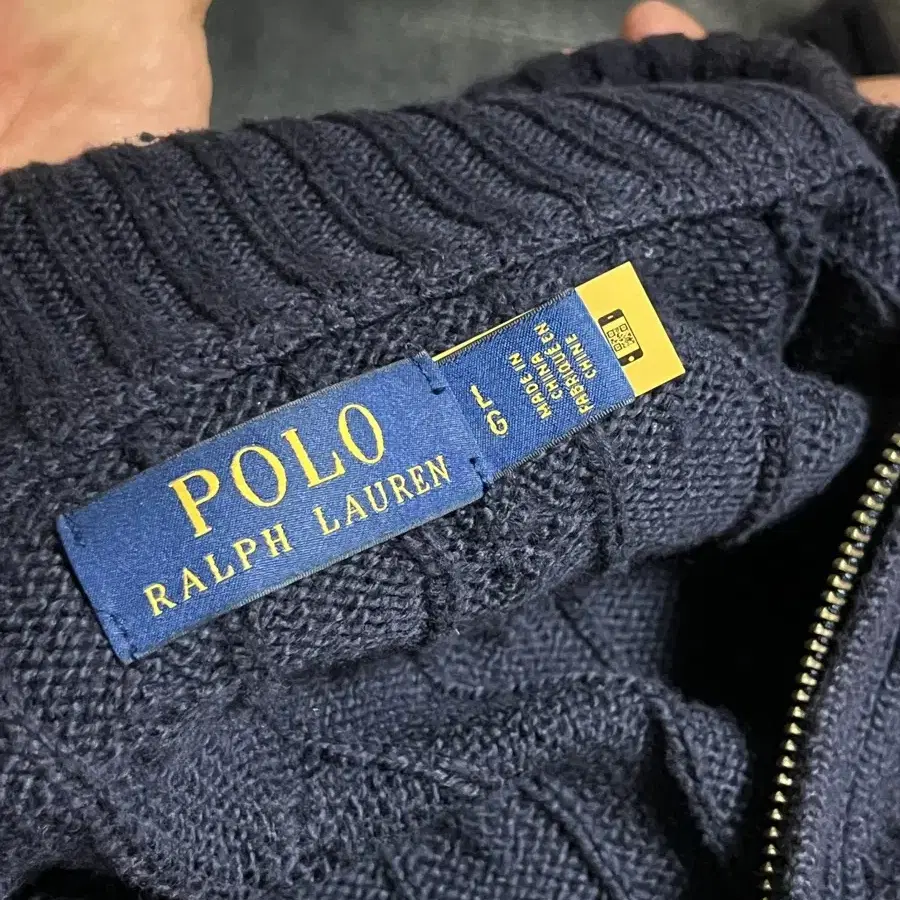 POLO
RALPH LAUREN
L
G
MADE IN
CHINA
FABRIQUÉ EN
CHINE